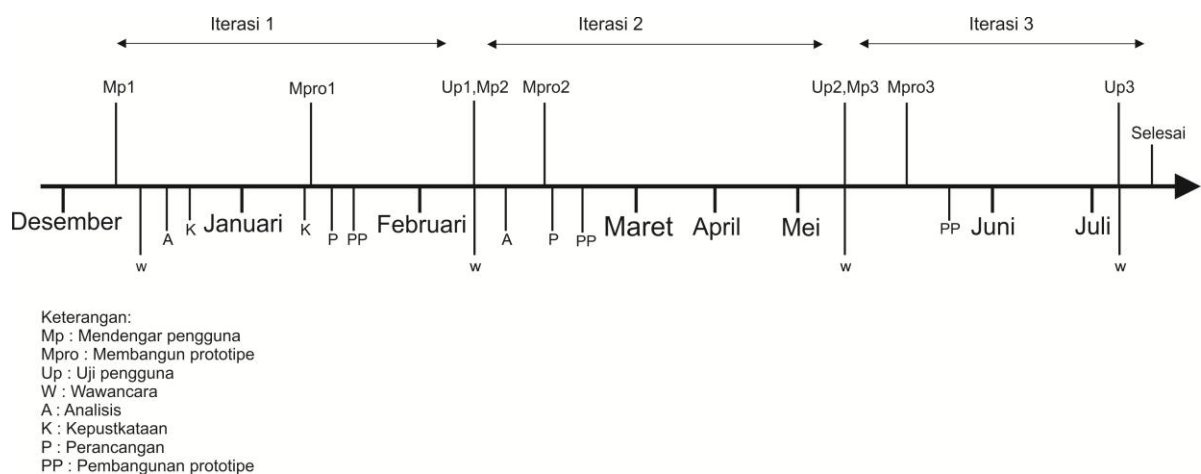 Iterasi 1 Iterasi 2 Iterasi 3
Mp1 Mpro1 Up1,Mp2 Mpro2 Up2,Mp3 Mpro3 Up3
Selesai
Desember Januari Februari Maret April Mei Juni Juli
A K K P PP A P PP PP
w w w w
Keterangan:
Mp : Mendengar pengguna
Mpro : Membangun prototipe
Up : Uji pengguna
W : Wawancara
A : Analisis
K : Kepustkataan
P : Perancangan
PP : Pembangunan prototipe